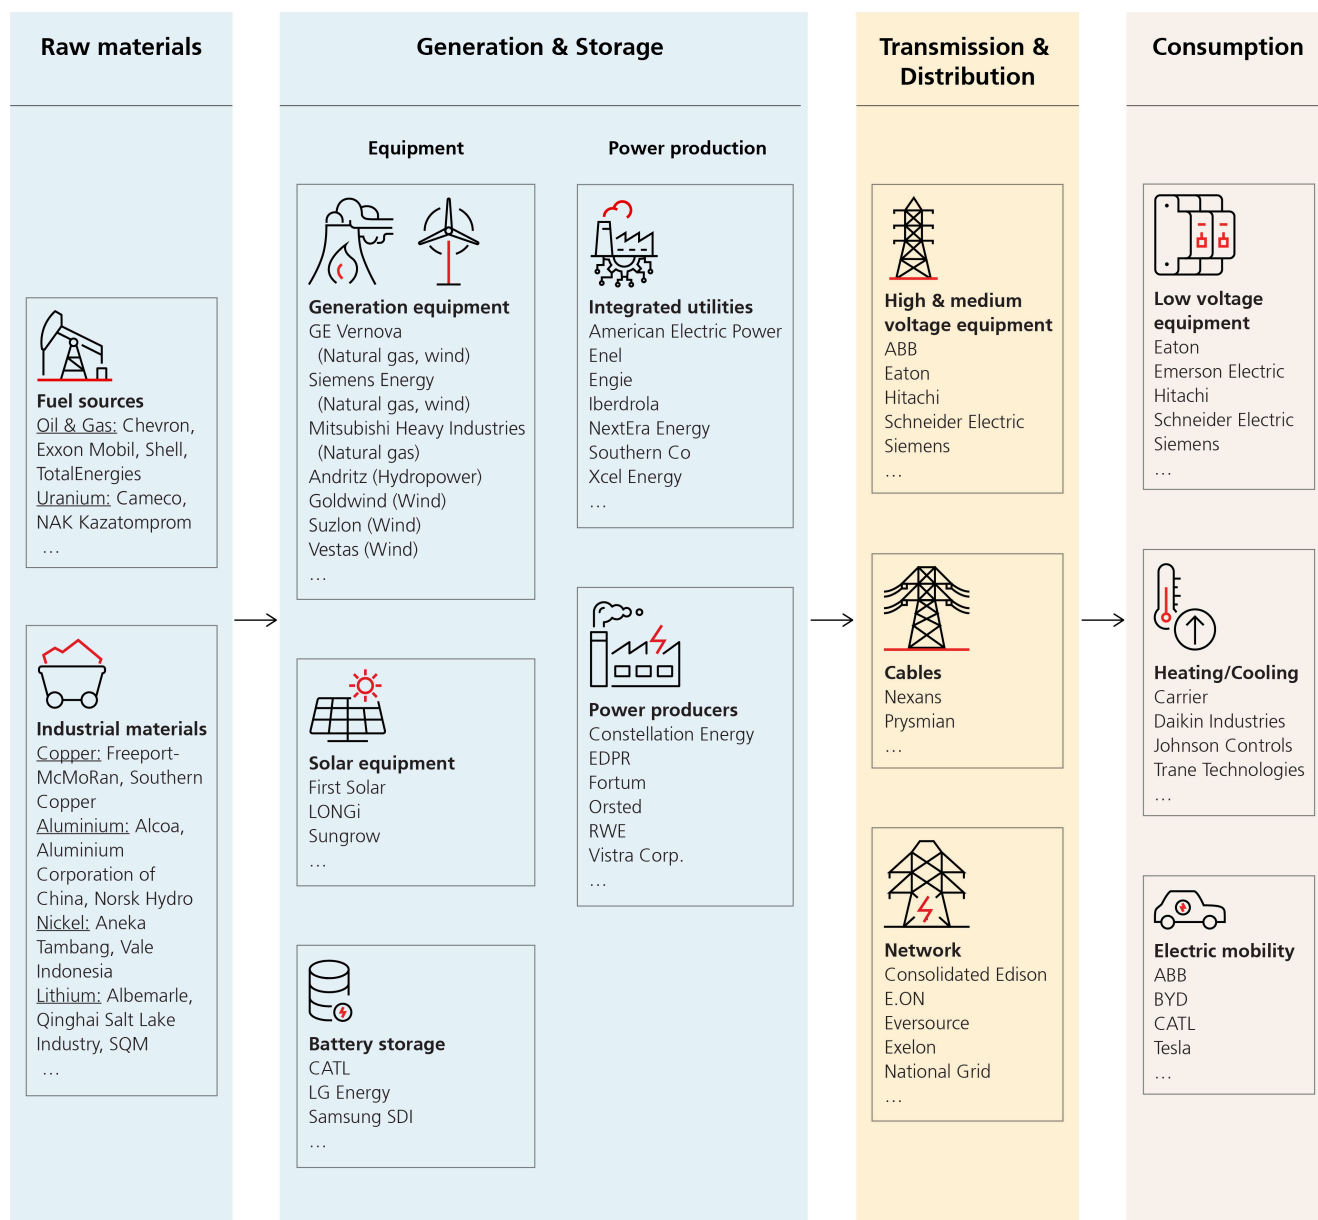 Raw materials
Fuel sources
Oil & Gas: Chevron,
Exxon Mobil, Shell,
TotalEnergies
Uranium: Cameco,
NAK Kazatomprom
…
Industrial materials
Copper: Freeport-
McMoRan, Southern
Copper
Aluminium: Alcoa,
Aluminium
Corporation of
China, Norsk Hydro
Nickel: Aneka
Tambang, Vale
Indonesia
Lithium: Albemarle,
Qinghai Salt Lake
Industry, SQM
…
Generation & Storage
Equipment
Generation equipment
GE Vernova
(Natural gas, wind)
Siemens Energy
(Natural gas, wind)
Mitsubishi Heavy Industries
(Natural gas)
Andritz (Hydropower)
Goldwind (Wind)
Suzlon (Wind)
Vestas (Wind)
…
Solar equipment
First Solar
LONGi
Sungrow
…
Battery storage
CATL
LG Energy
Samsung SDI
…
Power production
Integrated utilities
American Electric Power
Enel
Engie
Iberdrola
NextEra Energy
Southern Co
Xcel Energy
…
Power producers
Constellation Energy
EDPR
Fortum
Orsted
RWE
Vistra Corp.
…
Transmission &
Distribution
High & medium
voltage equipment
ABB
Eaton
Hitachi
Schneider Electric
Siemens
…
Cables
Nexans
Prysmian
…
Network
Consolidated Edison
E.ON
Eversource
Exelon
National Grid
…
Consumption
Low voltage
equipment
Eaton
Emerson Electric
Hitachi
Schneider Electric
Siemens
…
Heating/Cooling
Carrier
Daikin Industries
Johnson Controls
Trane Technologies
…
Electric mobility
ABB
BYD
CATL
Tesla
…